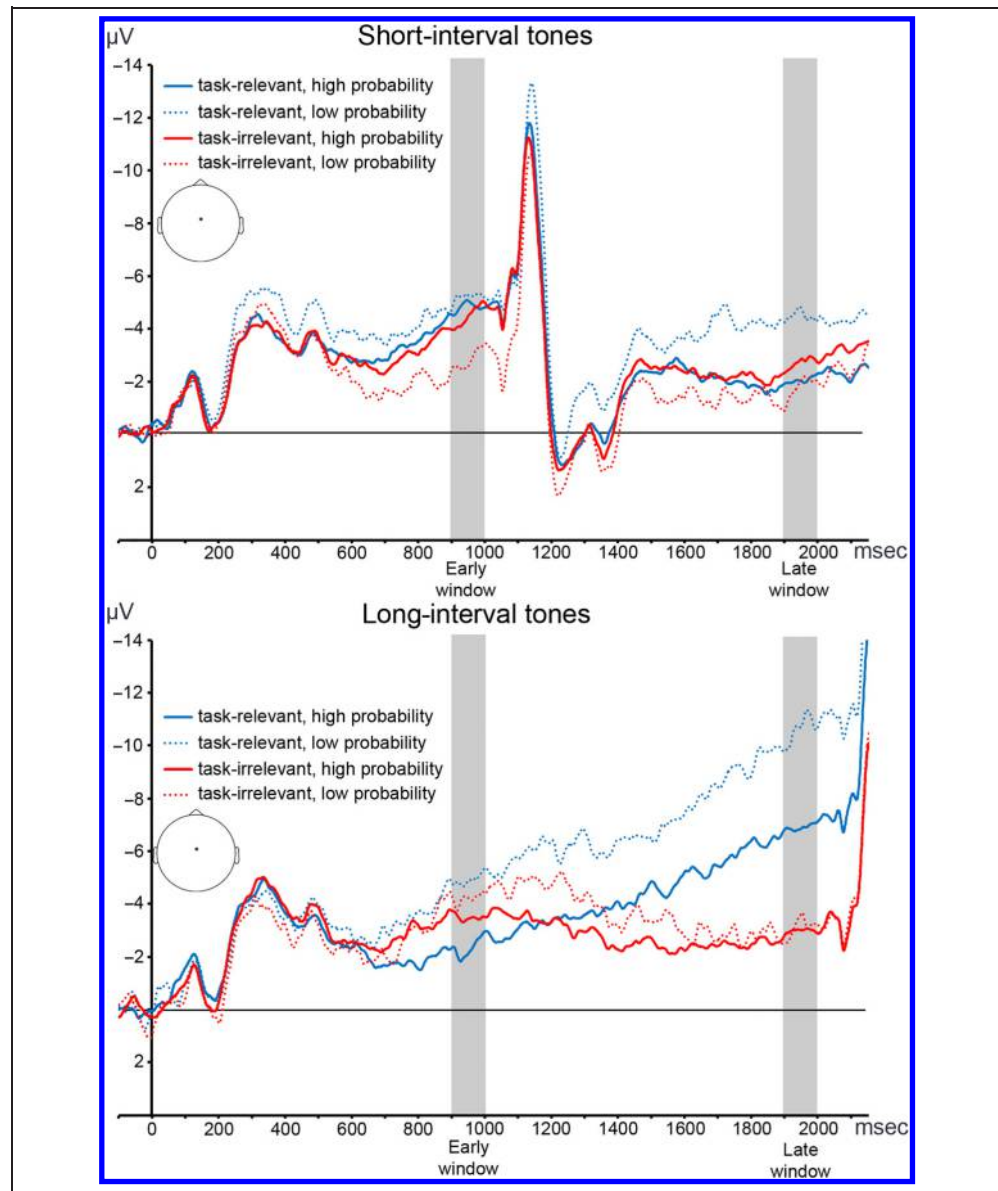 µV
Short-interval tones
−14
task-relevant, high probability
−12
task-relevant, low probability
task-irrelevant, high probability
−10
task-irrelevant, low probability
−8
−6
−4
−2
2
0 200 400 600 800 1000 1200 1400 1600 1800 2000 msec
Early window
Late window
µV
Long-interval tones
−14
−12
task-relevant, high probability
task-relevant, low probability
−10
task-irrelevant, high probability
task-irrelevant, low probability
−8
−6
−4
−2
2
0 200 400 600 800 1000 1200 1400 1600 1800 2000 msec
Early window
Late window